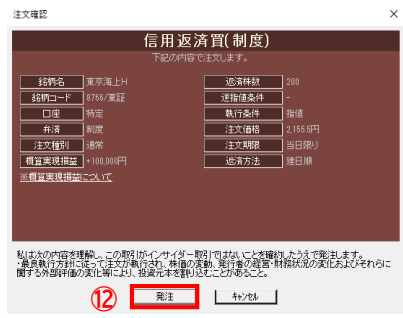 注文確認
信用返済買(制度)
下記の内容で注文します。
銘柄名 東京海上H 返済株数 200
銘柄コード 8766/東証 逆指値条件 -
口座 特定 執行条件 指値
弁済 制度 注文価格 2,155.5円
注文種別 通常 注文期限 当日限り
概算実現損益 +100,000円 返済方法 建日順
※概算実現損益について
私は次の内容を理解し、この取引がインサイダー取引ではないことを確約したうえで発注します。
・最良執行方針に従って注文が執行され、株価の変動、発行者の経営・財務状況の変化およびそれらに
関する外部評価の変化等により、投資元本を割り込むことがあること。
⑫ 発注 キャンセル